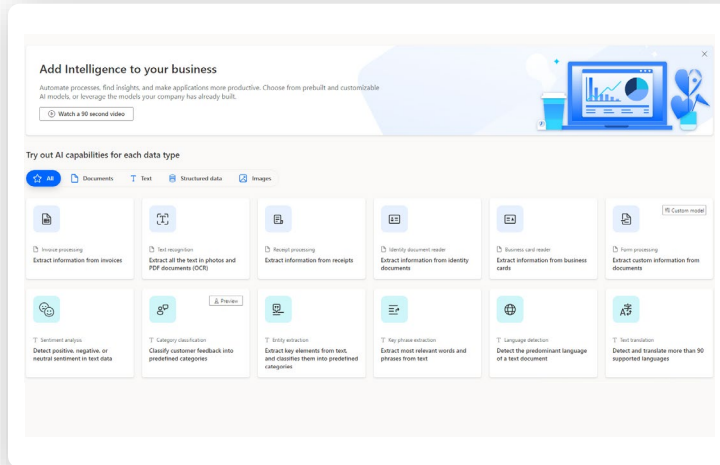 Add Intelligence to your business
Automate processes, find insights, and make applications more productive. Choose from prebuilt and customizable
AI models, or leverage the models your company has already built.
Watch a 90 second video
Try out AI capabilities for each data type
All
Documents
Text
Structured data
Images
Custom model
Invoice processing
Extract information from invoices
Text recognition
Extract all the text in photos and
PDF documents (OCR)
Receipt processing
Extract information from receipts
Identity document reader
Extract information from identity
documents
Business card reader
Extract information from business
cards
Form processing
Extract custom information from
documents
Preview
Sentiment analysis
Detect positive, negative, or
neutral sentiment in text data
Category classification
Classify customer feedback into
predefined categories
Entity extraction
Extract key elements from text,
and classifies them into predefined
categories
Key phrase extraction
Extract most relevant words and
phrases from text
Language detection
Detect the predominant language
of a text document
Text translation
Detect and translate more than 90
supported languages